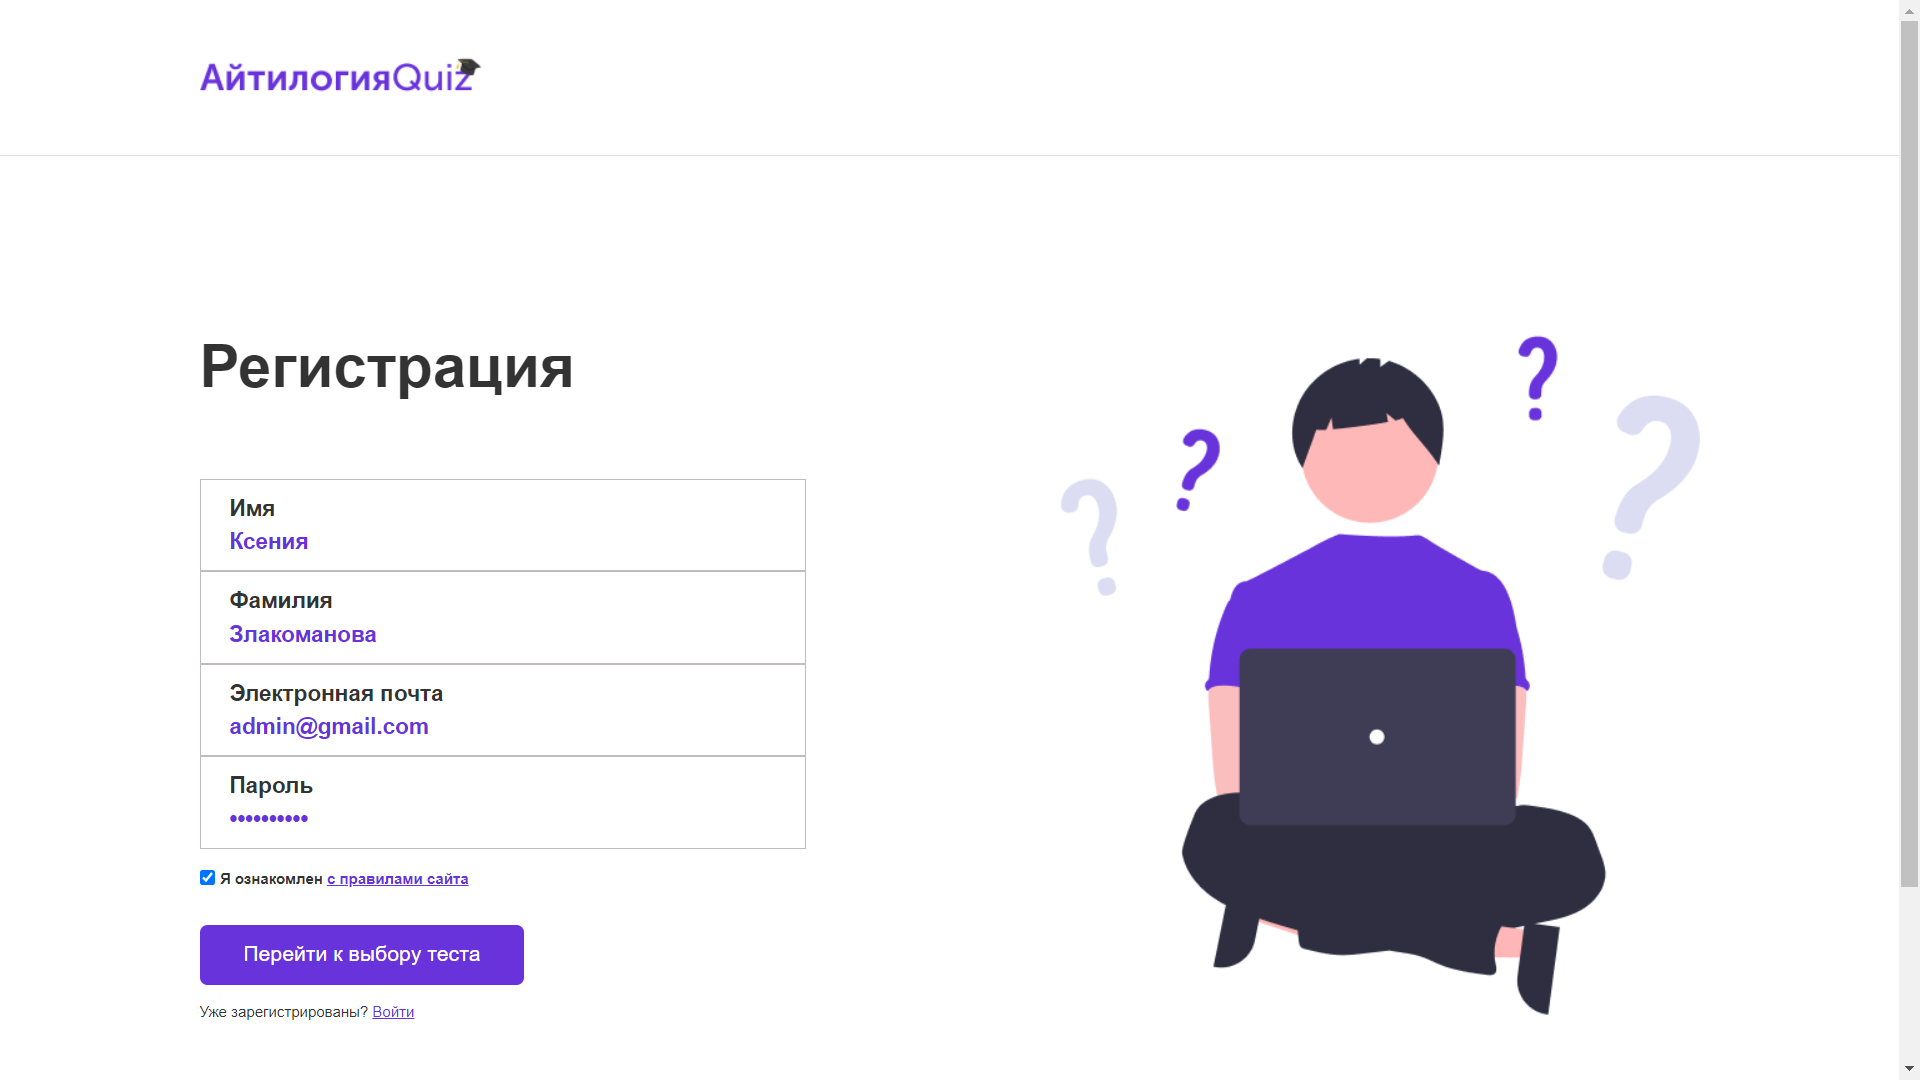 АйтилогияQuiz
Регистрация
Имя
Ксения
Фамилия
Злакоманова
Электронная почта
admin@gmail.com
Пароль
••••••••••
Я ознакомлен с правилами сайта
Перейти к выбору теста
Уже зарегистрированы? Войти